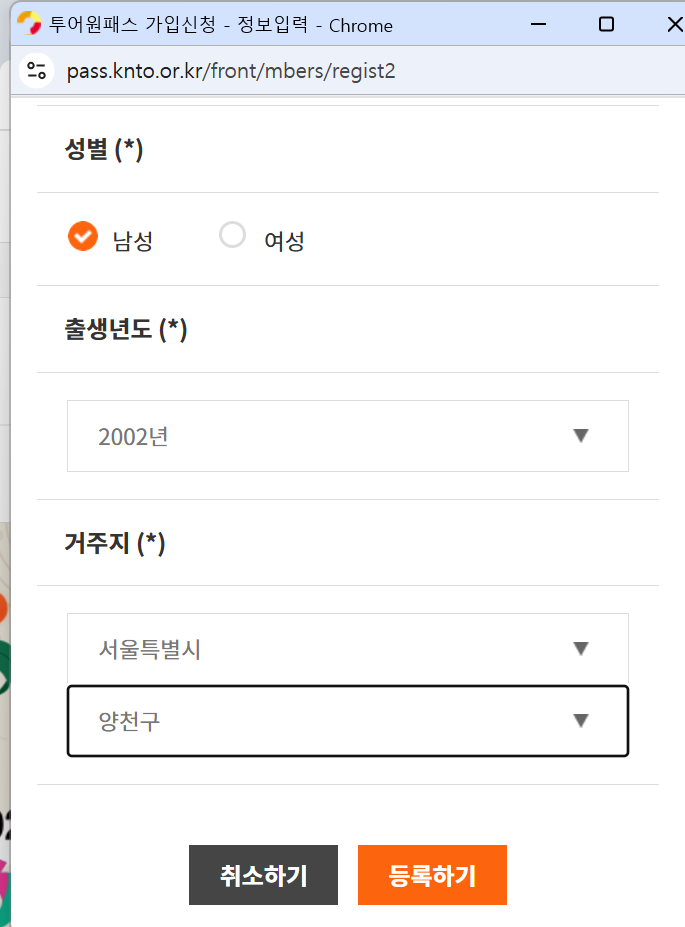 투어원패스 가입신청 - 정보입력 - Chrome
pass.knto.or.kr/front/mbers/regist2
성별 (*)
남성 여성
출생년도 (*)
2002년 ▼
거주지 (*)
서울특별시 ▼
양천구 ▼
취소하기 등록하기